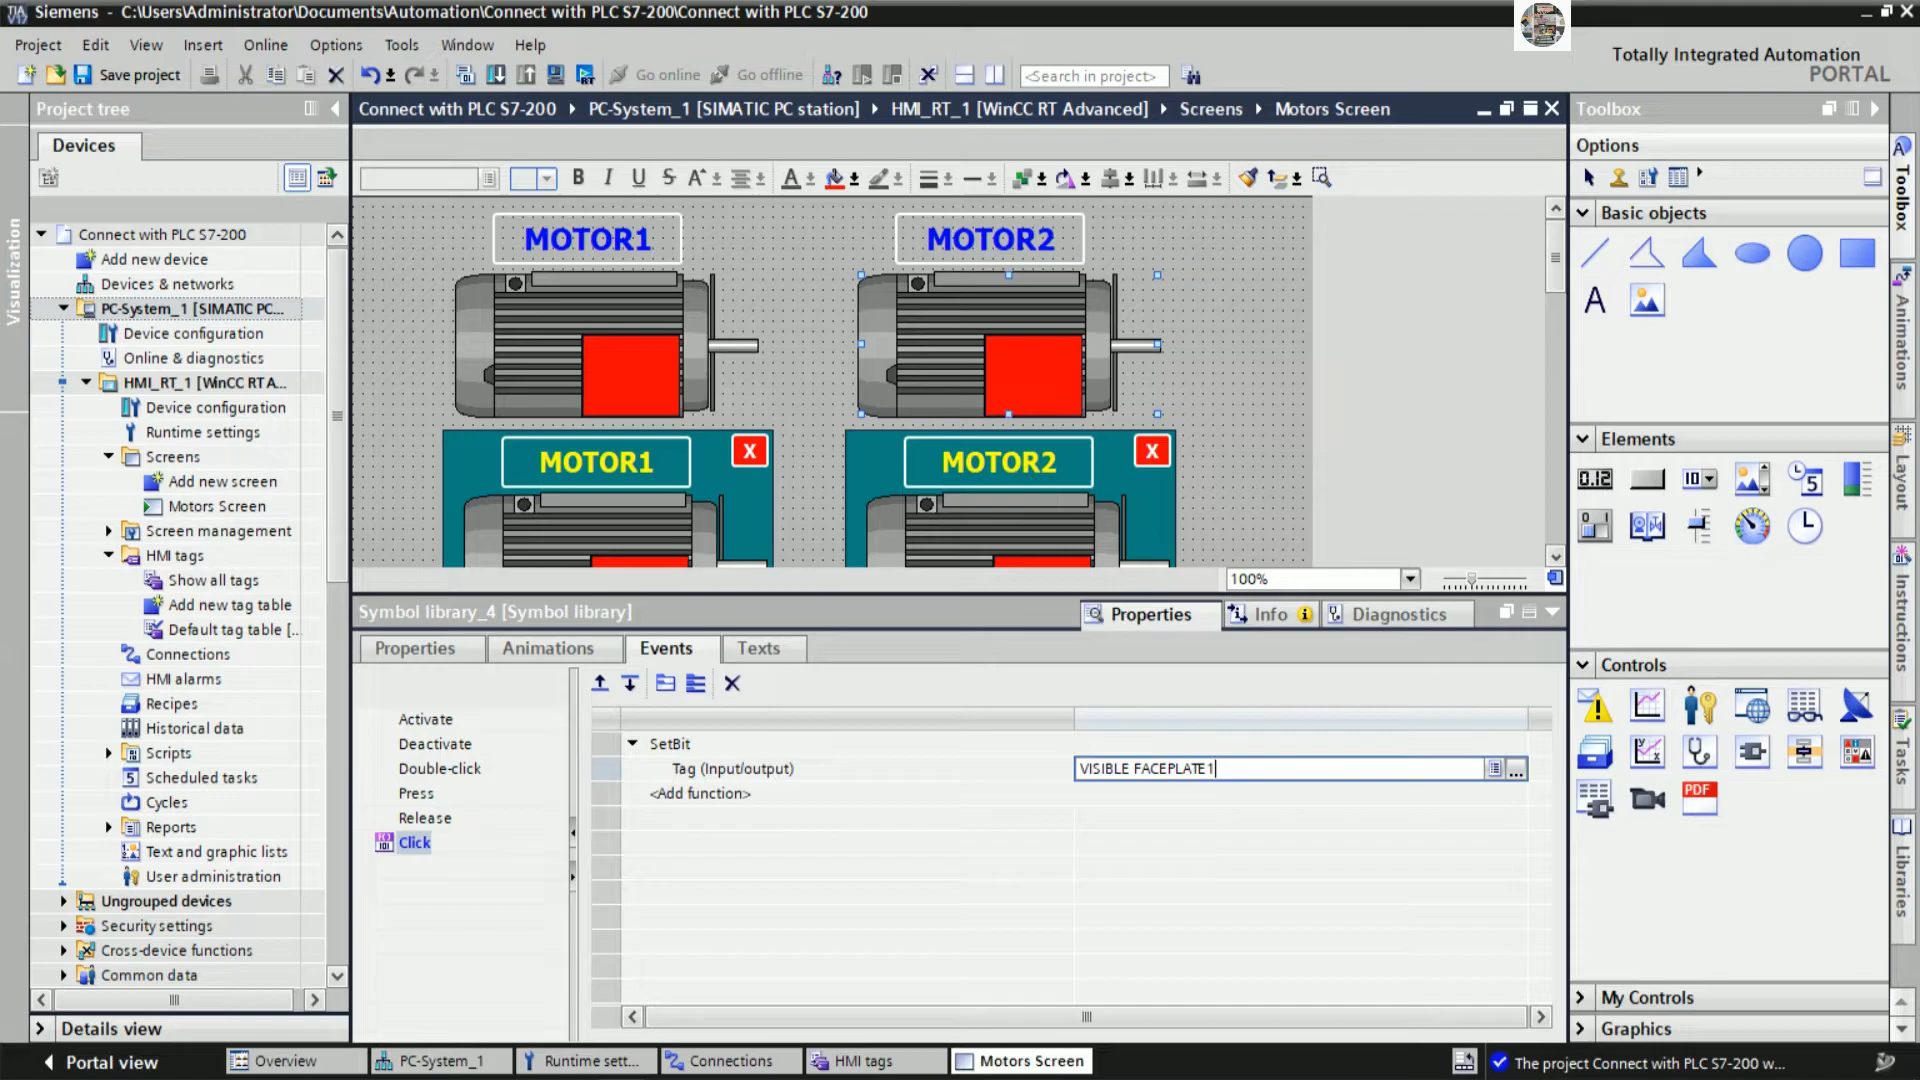 Siemens - C:\Users\Administrator\Documents\Automation\Connect with PLC S7-200\Connect with PLC S7-200
Project Edit View Insert Online Options Tools Window Help
Totally Integrated Automation
PORTAL
Save project Go online Go offline <Search in project>
Project tree
Connect with PLC S7-200 PC-System_1 [SIMATIC PC station] HMI_RT_1 [WinCC RT Advanced] Screens Motors Screen
Toolbox
Devices
Options
Visualization
B I U S A A
Basic objects
A
MOTOR1 MOTOR2
MOTOR1 X MOTOR2 X
Connect with PLC S7-200
Add new device
Devices & networks
PC-System_1 [SIMATIC PC...
Device configuration
Online & diagnostics
HMI_RT_1 [WinCC RT A...
Device configuration
Runtime settings
Screens
Add new screen
Motors Screen
Screen management
HMI tags
Show all tags
Add new tag table
Default tag table [...
Connections
HMI alarms
Recipes
Historical data
Scripts
Scheduled tasks
Cycles
Reports
Text and graphic lists
User administration
Ungrouped devices
Security settings
Cross-device functions
Common data
Details view
100%
Symbol library_4 [Symbol library]
Properties Info Diagnostics
Properties Animations Events Texts
Activate
Deactivate
Double-click
Press
Release
Click
SetBit
Tag (Input/output) VISIBLE FACEPLATE1
<Add function>
Elements
0.12 10 5
0 1
Controls
PDF
My Controls
Graphics
Toolbox
Animations
Layout
Instructions
Tasks
Libraries
Portal view Overview PC-System_1 Runtime sett... Connections HMI tags Motors Screen
The project Connect with PLC S7-200 w...